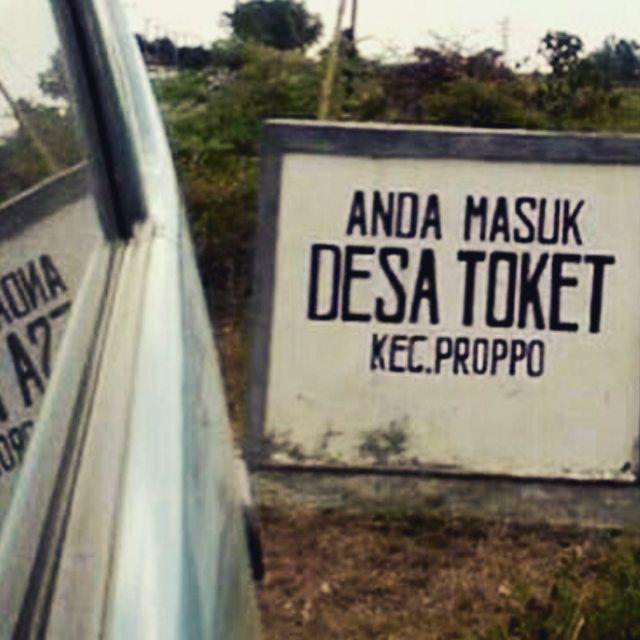 ANDA MASUK
DESA TOKET
KEC.PROPPO